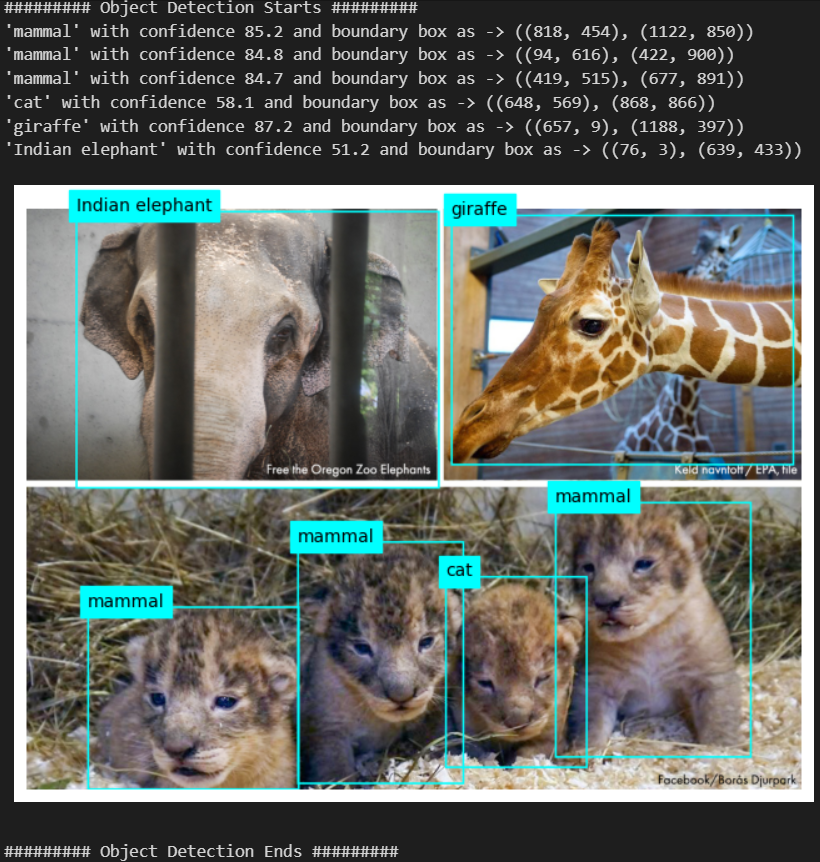 ######### Object Detection Starts #########
'mammal' with confidence 85.2 and boundary box as -> ((818, 454), (1122, 850))
'mammal' with confidence 84.8 and boundary box as -> ((94, 616), (422, 900))
'mammal' with confidence 84.7 and boundary box as -> ((419, 515), (677, 891))
'cat' with confidence 58.1 and boundary box as -> ((648, 569), (868, 866))
'giraffe' with confidence 87.2 and boundary box as -> ((657, 9), (1188, 397))
'Indian elephant' with confidence 51.2 and boundary box as -> ((76, 3), (639, 433))
Indian elephant
giraffe
Free the Oregon Zoo Elephants
Keld navntoft / EPA, file
mammal
mammal
cat
mammal
Facebook/Borås Djurpark
######### Object Detection Ends #########